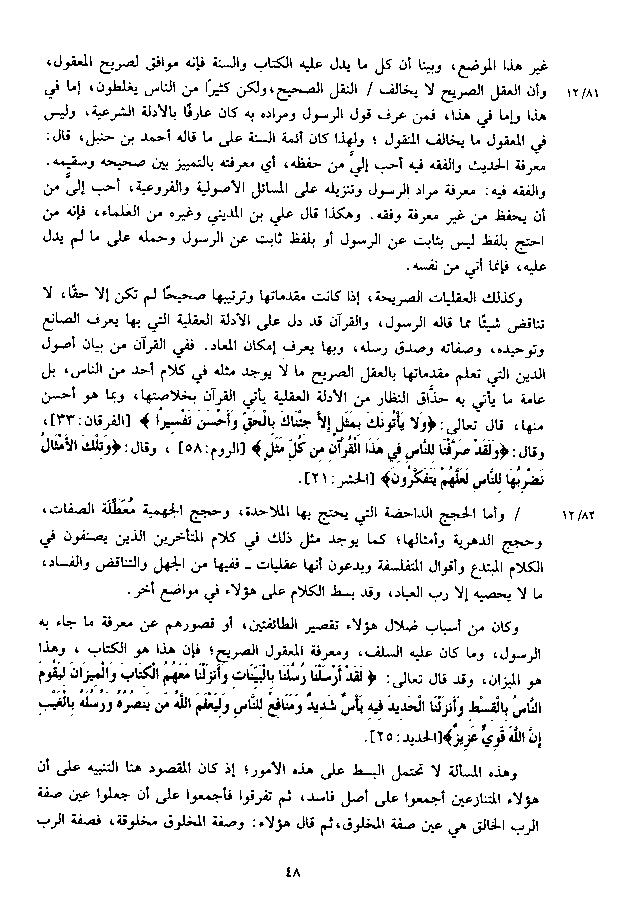 غير هذا الموضع، وبينا أن كل ما يدل عليه الكتاب والسنة فإنه موافق لصريح المعقول،
١٢/٨١ وأن العقل الصريح لا يخالف / النقل الصحيح، ولكن كثيرًا من الناس يغلطون، إما في
هذا وإما في هذا، فمن عرف قول الرسول ومراده به كان عارفًا بالأدلة الشرعية، وليس
في المعقول ما يخالف المنقول ؛ ولهذا كان أئمة السنة على ما قاله أحمد بن حنبل، قال:
معرفة الحديث والفقه فيه أحب إليَّ من حفظه، أي معرفته بالتمييز بين صحيحه وسقيمه.
والفقه فيه: معرفة مراد الرسول وتنزيله على المسائل الأصولية والفروعية، أحب إليَّ من
أن يحفظ من غير معرفة وفقه. وهكذا قال علي بن المديني وغيره من العلماء، فإنه من
احتج بلفظ ليس بثابت عن الرسول أو بلفظ ثابت عن الرسول وحمله على ما لم يدل
عليه، فإنما أتي من نفسه.
وكذلك العقليات الصريحة، إذا كانت مقدماتها وترتيبها صحيحًا لم تكن إلا حقًا، لا
تناقض شيئًا مما قاله الرسول، والقرآن قد دل على الأدلة العقلية التي بها يعرف الصانع
وتوحيده، وصفاته وصدق رسله، وبها يعرف إمكان المعاد. ففي القرآن من بيان أصول
الدين التي تعلم مقدماتها بالعقل الصريح ما لا يوجد مثله في كلام أحد من الناس، بل
عامة ما يأتي به حذَّاق النظار من الأدلة العقلية يأتي القرآن بخلاصتها، وبما هو أحسن
منها، قال تعالى: ﴿وَلا يَأْتُونَكَ بِمَثَلٍ إِلاَّ جِئْنَاكَ بِالْحَقِّ وَأَحْسَنَ تَفْسِيرًا ﴾ [الفرقان:٣٣]،
وقال: ﴿وَلَقَدْ صَرَّفْنَا لِلنَّاسِ فِي هَذَا الْقُرْآنِ مِن كُلِّ مَثَلٍ ﴾ [الروم:٥٨] ، وقال: ﴿وَتِلْكَ الأَمْثَالُ
نَضْرِبُهَا لِلنَّاسِ لَعَلَّهُمْ يَتَفَكَّرُونَ﴾ [الحشر:٢١].
١٢/٨٢ / وأما الحجج الداحضة التي يحتج بها الملاحدة، وحجج الجهمية مُعَطِّلَة الصفات،
وحجج الدهرية وأمثالها؛ كما يوجد مثل ذلك في كلام المتأخرين الذين يصنفون في
الكلام المبتدع وأقوال المتفلسفة ويدعون أنها عقليات ـ ففيها من الجهل والتناقض والفساد،
ما لا يحصيه إلا رب العباد، وقد بسط الكلام على هؤلاء في مواضع أخر.
وكان من أسباب ضلال هؤلاء تقصير الطائفتين، أو قصورهم عن معرفة ما جاء به
الرسول، وما كان عليه السلف، ومعرفة المعقول الصريح؛ فإن هذا هو الكتاب ، وهذا
هو الميزان، وقد قال تعالى: ﴿ لَقَدْ أَرْسَلْنَا رُسُلَنَا بِالْبَيِّنَاتِ وَأَنزَلْنَا مَعَهُمُ الْكِتَابَ وَالْمِيزَانَ لِيَقُومَ
النَّاسُ بِالْقِسْطِ وَأَنزَلْنَا الْحَدِيدَ فِيهِ بَأْسٌ شَدِيدٌ وَمَنَافِعُ لِلنَّاسِ وَلِيَعْلَمَ اللَّهُ مَن يَنصُرُهُ وَرُسُلَهُ بِالْغَيْبِ
إِنَّ اللَّهَ قَوِيٌّ عَزِيزٌ﴾[الحديد:٢٥].
وهذه المسألة لا تحتمل البسط على هذه الأمور؛ إذ كان المقصود هنا التنبيه على أن
هؤلاء المتنازعين أجمعوا على أصل فاسد، ثم تفرقوا فأجمعوا على أن جعلوا عين صفة
الرب الخالق هي عين صفة المخلوق، ثم قال هؤلاء: وصفة المخلوق مخلوقة، فصفة الرب
٤٨